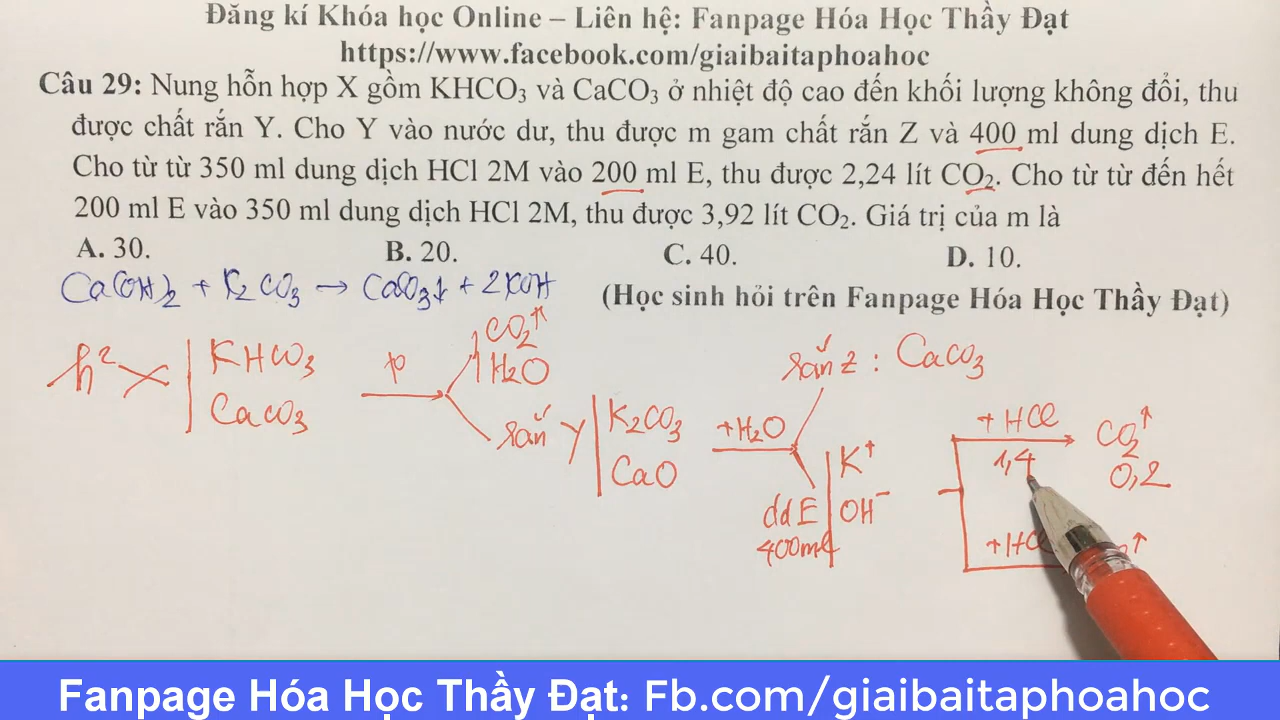 Đăng kí Khóa học Online – Liên hệ: Fanpage Hóa Học Thầy Đạt
https://www.facebook.com/giaibaitaphoahoc
Câu 29: Nung hỗn hợp X gồm KHCO₃ và CaCO₃ ở nhiệt độ cao đến khối lượng không đổi, thu
được chất rắn Y. Cho Y vào nước dư, thu được m gam chất rắn Z và 400 ml dung dịch E.
Cho từ từ 350 ml dung dịch HCl 2M vào 200 ml E, thu được 2,24 lít CO₂. Cho từ từ đến hết
200 ml E vào 350 ml dung dịch HCl 2M, thu được 3,92 lít CO₂. Giá trị của m là
A. 30. B. 20. C. 40. D. 10.
Ca(OH)₂ + K₂CO₃ → CaCO₃↓ + 2KOH
(Học sinh hỏi trên Fanpage Hóa Học Thầy Đạt)
h² X KHCO₃ CaCO₃
t⁰
CO₂↑
H₂O
rắn Y K₂CO₃ CaO
+H₂O
rắn Z : CaCO₃
dd E K⁺ OH⁻
400ml
+ HCl CO₂↑
1,4 0,2
+HCl
Fanpage Hóa Học Thầy Đạt: Fb.com/giaibaitaphoahoc